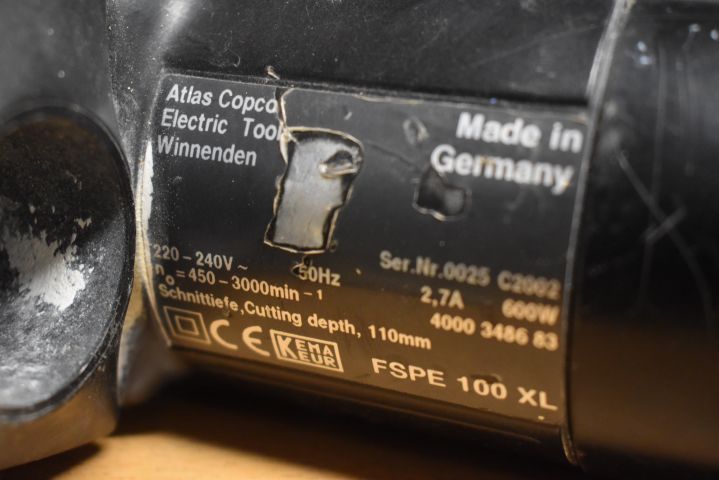 Atlas Copco
Electric Tool
Winnenden
Made in
Germany
220-240V~ 50Hz
n₀=450-3000min-1
Schnittiefe,Cutting depth, 110mm
Ser.Nr.0025 C2002
2,7A 600W
4000 3486 83
CE
KEMA
KEUR
FSPE 100 XL